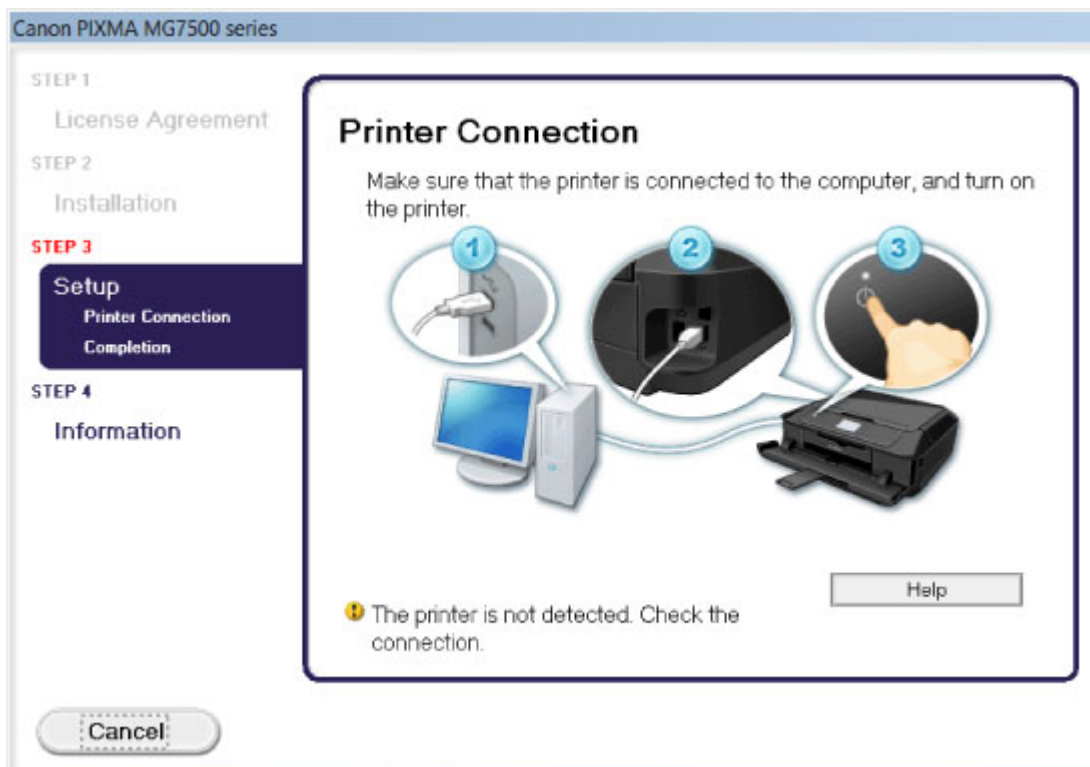 Canon PIXMA MG7500 series
STEP 1
License Agreement
STEP 2
Installation
STEP 3
Setup
Printer Connection
Completion
STEP 4
Information
Printer Connection
Make sure that the printer is connected to the computer, and turn on
the printer.
1
2
3
Help
The printer is not detected. Check the
connection.
Cancel